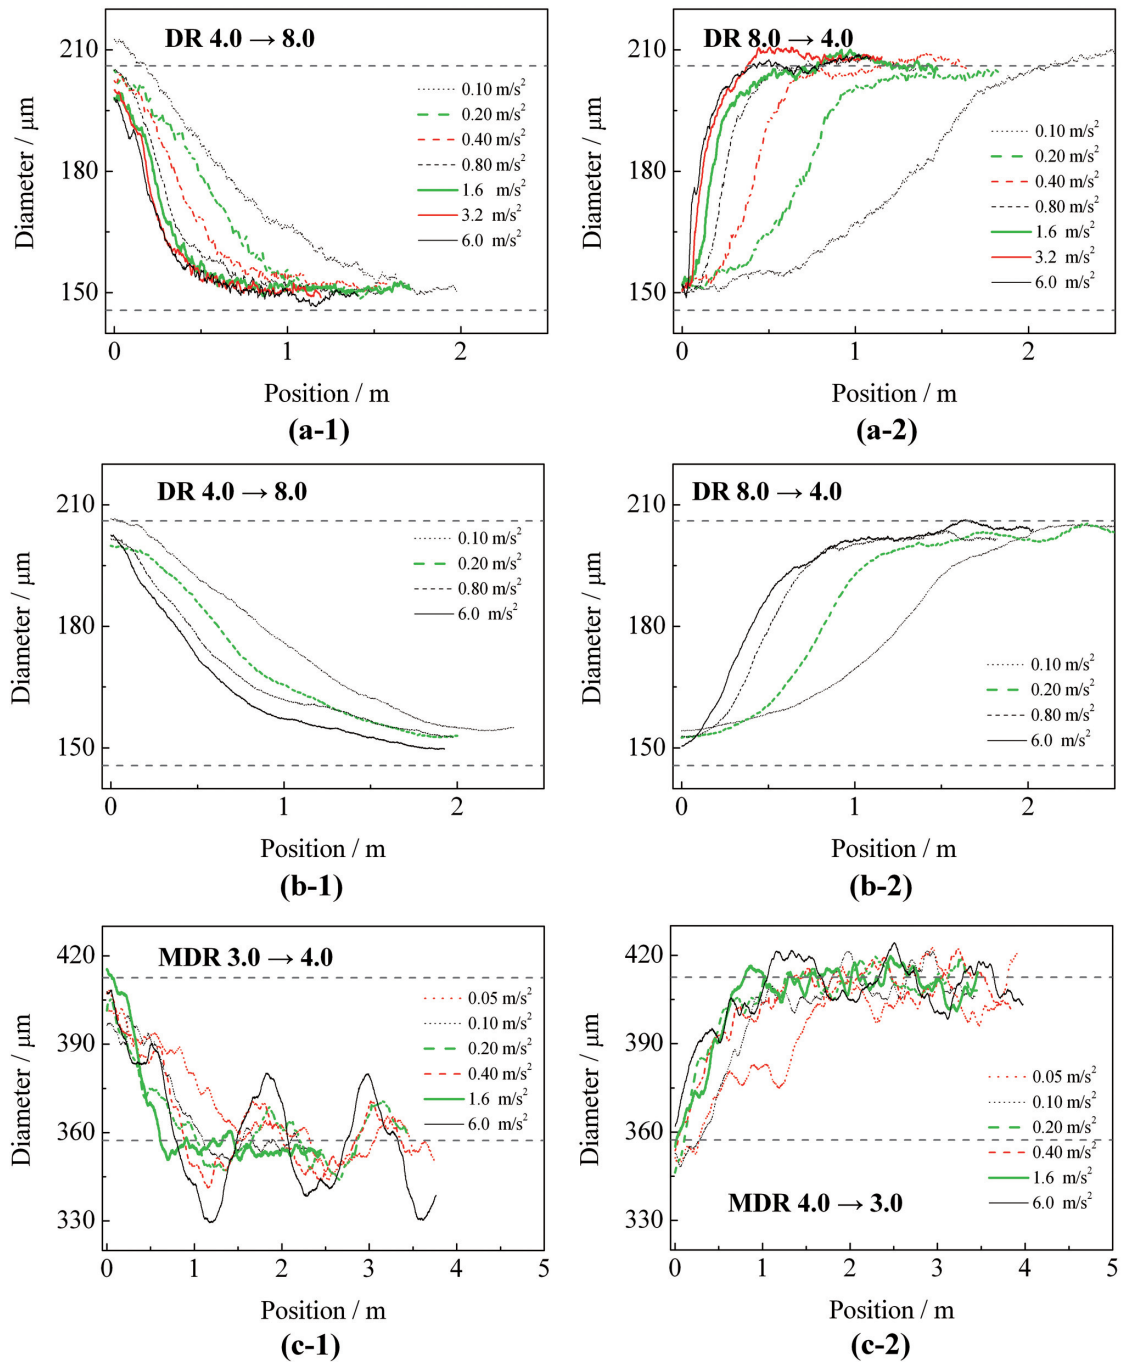 DR 4.0 → 8.0
210
180
150
Diameter / μm
0.10 m/s²
0.20 m/s²
0.40 m/s²
0.80 m/s²
1.6 m/s²
3.2 m/s²
6.0 m/s²
0
1
2
Position / m
(a-1)
DR 8.0 → 4.0
210
180
150
Diameter / μm
0.10 m/s²
0.20 m/s²
0.40 m/s²
0.80 m/s²
1.6 m/s²
3.2 m/s²
6.0 m/s²
0
1
2
Position / m
(a-2)
DR 4.0 → 8.0
210
180
150
Diameter / μm
0.10 m/s²
0.20 m/s²
0.80 m/s²
6.0 m/s²
0
1
2
Position / m
(b-1)
DR 8.0 → 4.0
210
180
150
Diameter / μm
0.10 m/s²
0.20 m/s²
0.80 m/s²
6.0 m/s²
0
1
2
Position / m
(b-2)
MDR 3.0 → 4.0
420
390
360
330
Diameter / μm
0.05 m/s²
0.10 m/s²
0.20 m/s²
0.40 m/s²
1.6 m/s²
6.0 m/s²
0
1
2
3
4
5
Position / m
(c-1)
420
390
360
330
Diameter / μm
0.05 m/s²
0.10 m/s²
0.20 m/s²
0.40 m/s²
1.6 m/s²
6.0 m/s²
MDR 4.0 → 3.0
0
1
2
3
4
5
Position / m
(c-2)